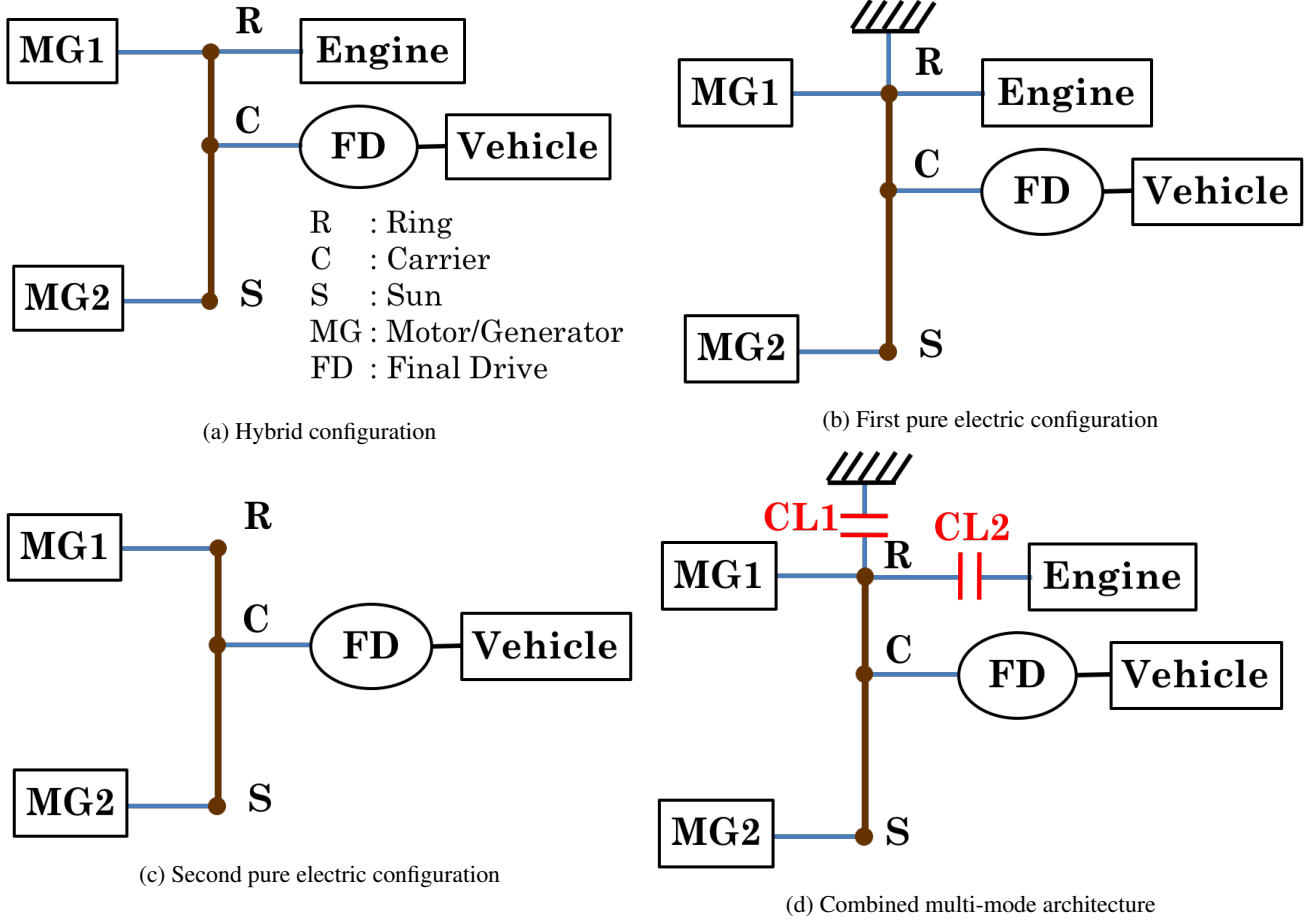 R
MG1
Engine
C
FD
Vehicle
R : Ring
C : Carrier
S : Sun
MG : Motor/Generator
FD : Final Drive
MG2
S
(a) Hybrid configuration
R
MG1
Engine
C
FD
Vehicle
MG2
S
(b) First pure electric configuration
R
MG1
C
FD
Vehicle
MG2
S
(c) Second pure electric configuration
CL1
CL2
R
MG1
Engine
C
FD
Vehicle
MG2
S
(d) Combined multi-mode architecture